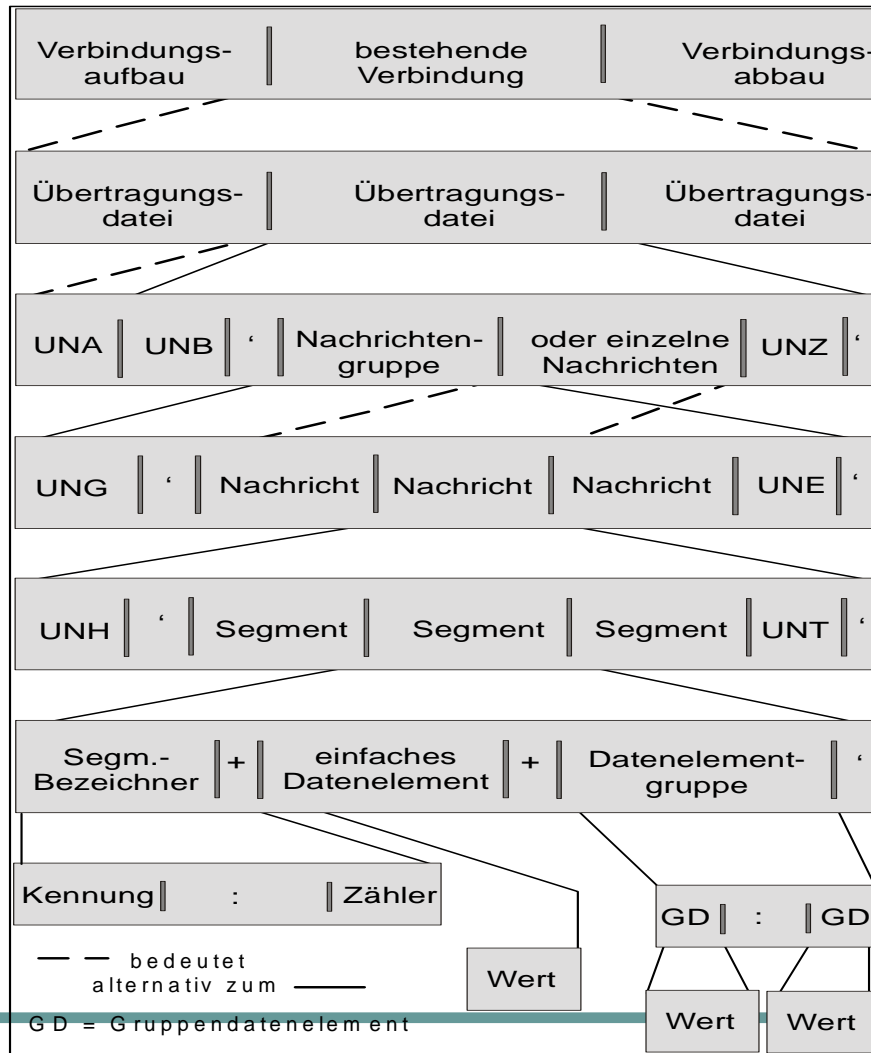 Verbindungs- bestehende Verbindungs-
aufbau Verbindung abbau
Übertragungs- Übertragungs- Übertragungs-
datei datei datei
UNA UNB ‘ Nachrichten- oder einzelne UNZ ‘
gruppe Nachrichten
UNG ‘ Nachricht Nachricht Nachricht UNE ‘
UNH ‘ Segment Segment Segment UNT ‘
Segm.- + einfaches + Datenelement- ‘
Bezeichner Datenelement gruppe
Kennung : Zähler
GD : GD
bedeutet
alternativ zum
Wert
GD = Gruppendatenelement
Wert Wert